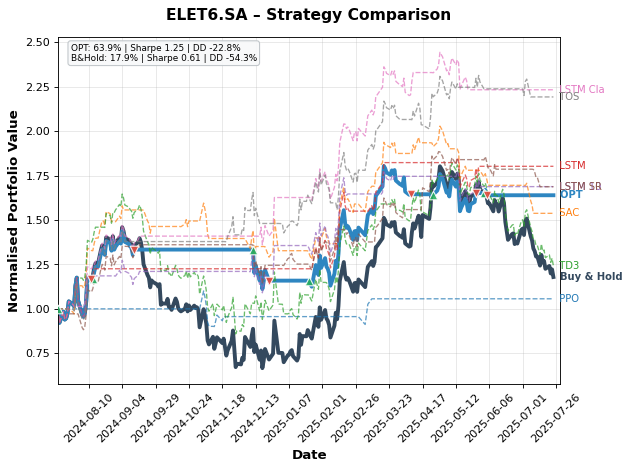 ELET6.SA – Strategy Comparison
OPT: 63.9% | Sharpe 1.25 | DD -22.8%
B&Hold: 17.9% | Sharpe 0.61 | DD -54.3%
Normalised Portfolio Value
2.50
2.25
2.00
1.75
1.50
1.25
1.00
0.75
LSTM Cla
TOS
LSTM
OPT
SAC
TD3
Buy & Hold
PPO
2024-08-10
2024-09-04
2024-09-29
2024-10-24
2024-11-18
2024-12-13
2025-01-07
2025-02-01
2025-02-26
2025-03-23
2025-04-17
2025-05-12
2025-06-06
2025-07-01
2025-07-26
Date